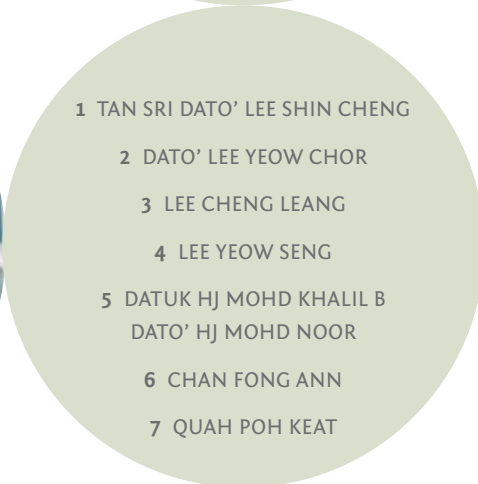 1 TAN SRI DATO’ LEE SHIN CHENG
2 DATO’ LEE YEOW CHOR
3 LEE CHENG LEANG
4 LEE YEOW SENG
5 DATUK HJ MOHD KHALIL B
DATO’ HJ MOHD NOOR
6 CHAN FONG ANN
7 QUAH POH KEAT